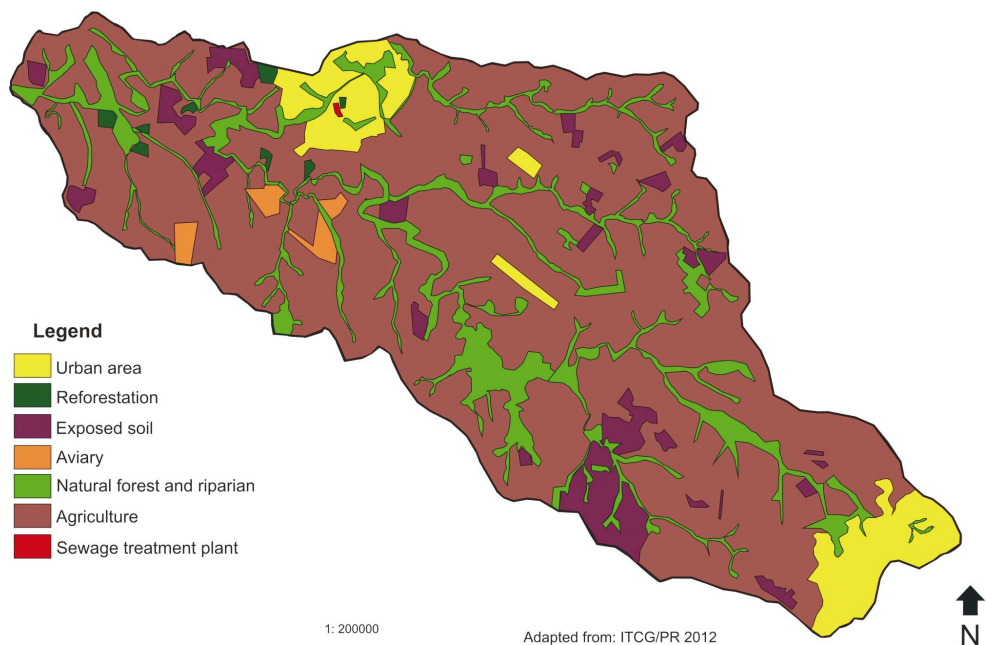 Legend
Urban area
Reforestation
Exposed soil
Aviary
Natural forest and riparian
Agriculture
Sewage treatment plant
1: 200000
Adapted from: ITCG/PR 2012
N